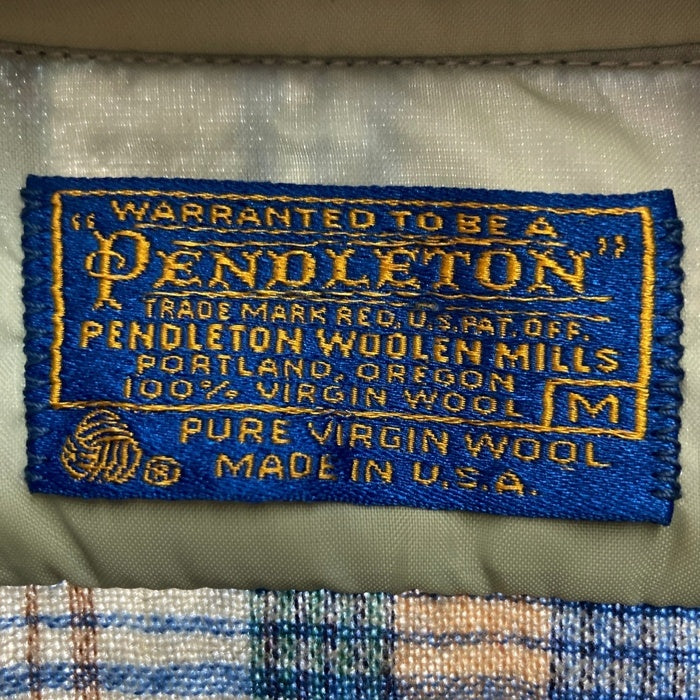 WARRANTED TO BE A
"PENDLETON"
TRADE MARK REG. U.S. PAT. OFF.
PENDLETON WOOLEN MILLS
PORTLAND, OREGON
100% VIRGIN WOOL M
PURE VIRGIN WOOL
® MADE IN U.S.A.